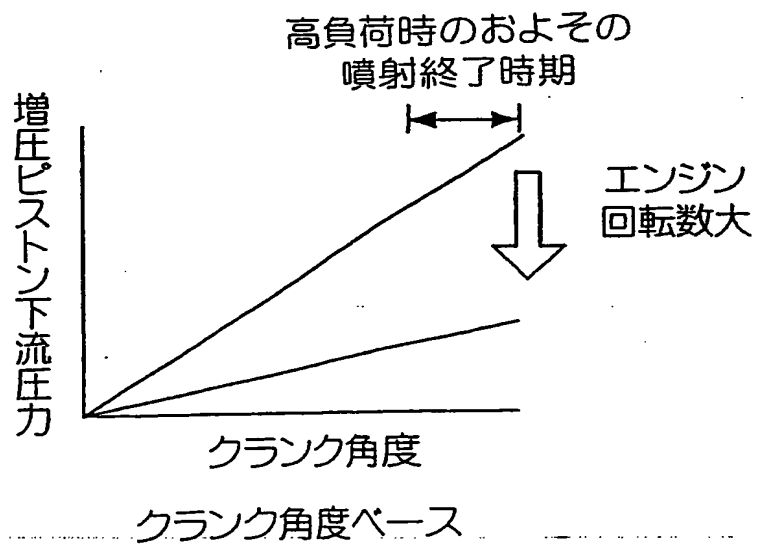 高負荷時のおよその
噴射終了時期
増圧ピストン下流圧力
エンジン
回転数大
クランク角度
クランク角度ベース